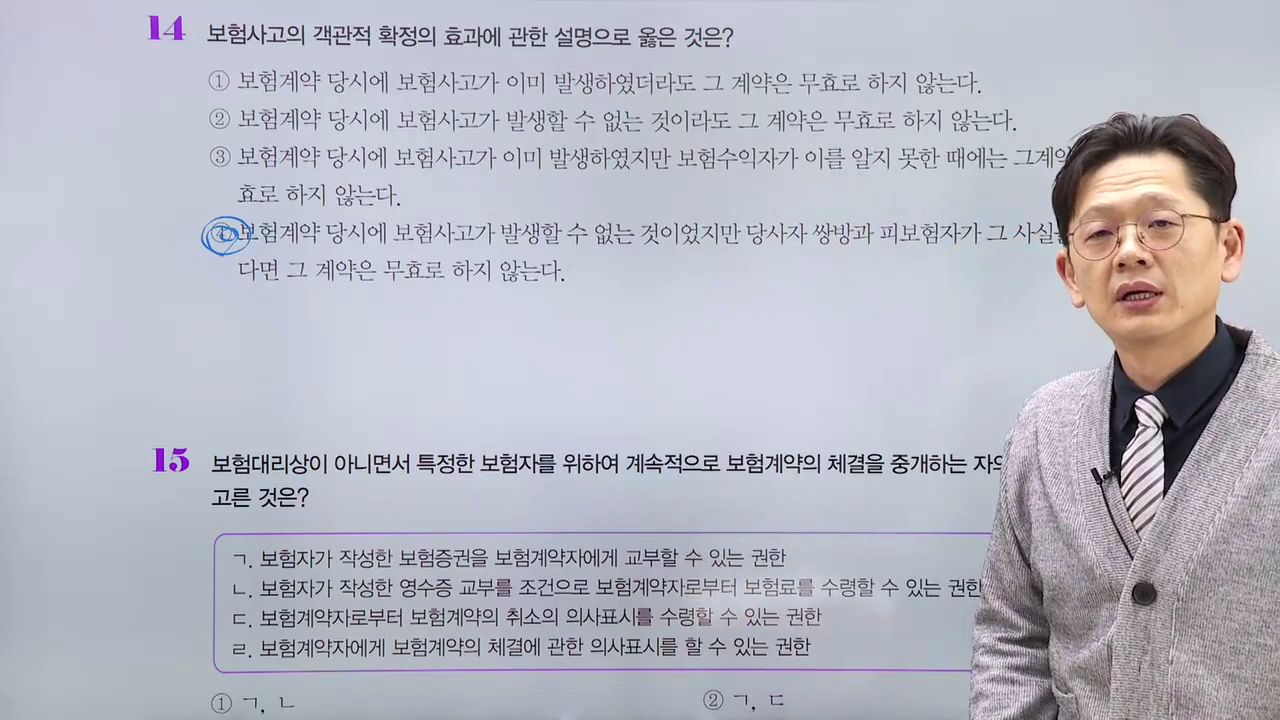 14 보험사고의 객관적 확정의 효과에 관한 설명으로 옳은 것은?
① 보험계약 당시에 보험사고가 이미 발생하였더라도 그 계약은 무효로 하지 않는다.
② 보험계약 당시에 보험사고가 발생할 수 없는 것이라도 그 계약은 무효로 하지 않는다.
③ 보험계약 당시에 보험사고가 이미 발생하였지만 보험수익자가 이를 알지 못한 때에는 그계약
효로 하지 않는다.
④ 보험계약 당시에 보험사고가 발생할 수 없는 것이었지만 당사자 쌍방과 피보험자가 그 사실
다면 그 계약은 무효로 하지 않는다.
15 보험대리상이 아니면서 특정한 보험자를 위하여 계속적으로 보험계약의 체결을 중개하는 자의
고른 것은?
ㄱ. 보험자가 작성한 보험증권을 보험계약자에게 교부할 수 있는 권한
ㄴ. 보험자가 작성한 영수증 교부를 조건으로 보험계약자로부터 보험료를 수령할 수 있는 권한
ㄷ. 보험계약자로부터 보험계약의 취소의 의사표시를 수령할 수 있는 권한
ㄹ. 보험계약자에게 보험계약의 체결에 관한 의사표시를 할 수 있는 권한
① ㄱ, ㄴ ② ㄱ, ㄷ